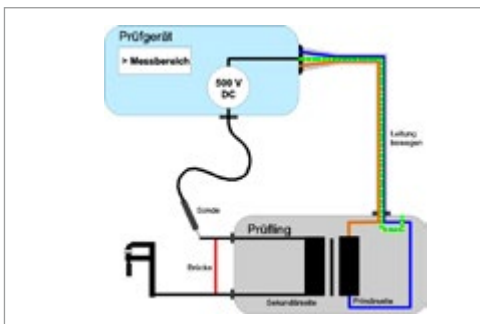 Prüfgerät
> Messbereich
500 V
DC
Leitung
bewegen
Sonde
Prüfling
Brücke
Sekundärseite
Primärseite